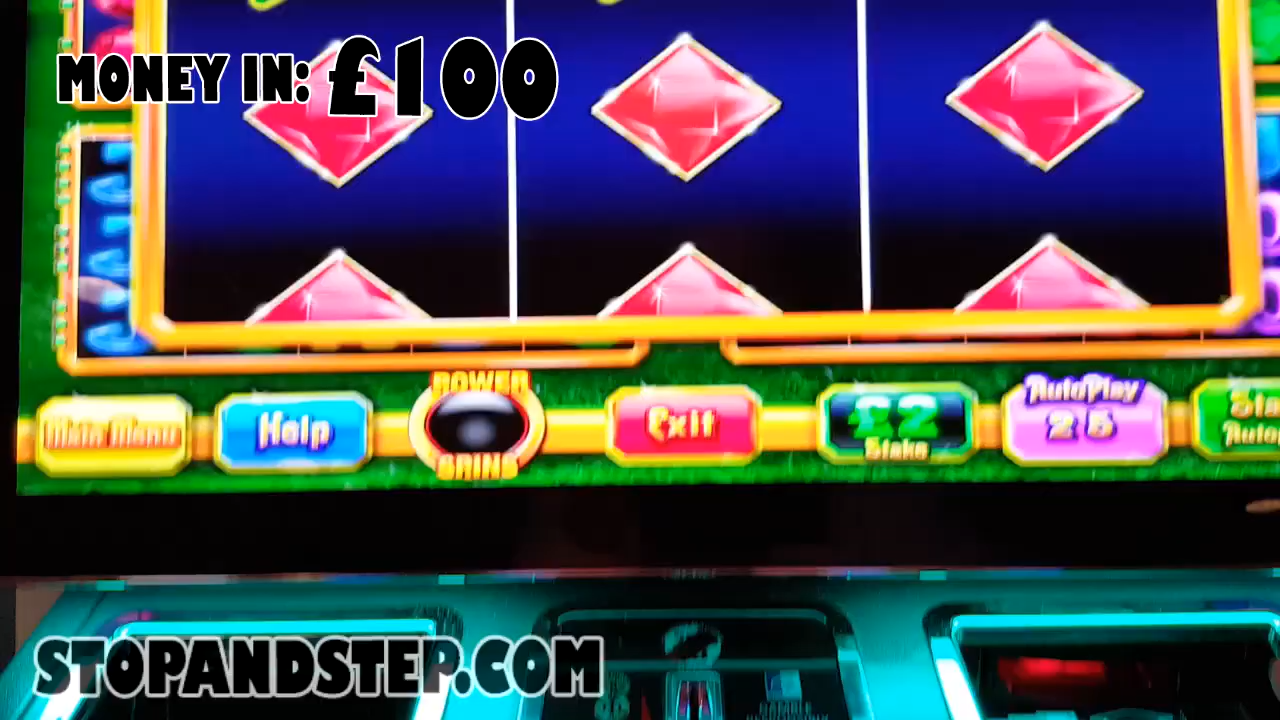 MONEY IN: £100
POWER
SPINS
Main Menu
Help
Exit
£2
Stake
AutoPlay
25
STOPANDSTEP.COM